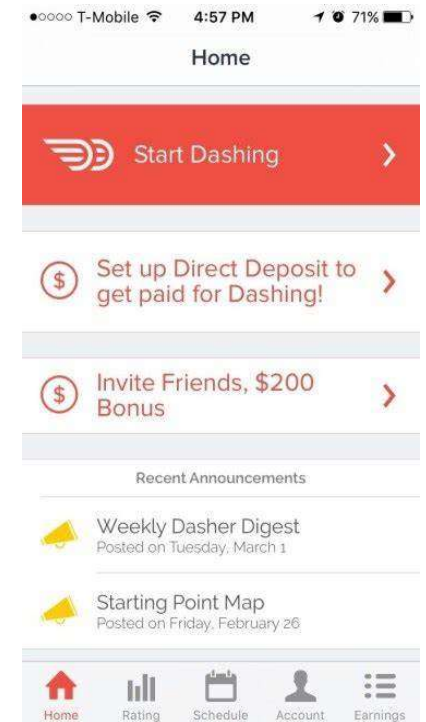 T-Mobile 4:57 PM 71%
Home
Start Dashing
$ Set up Direct Deposit to
get paid for Dashing!
$ Invite Friends, $200
Bonus
Recent Announcements
Weekly Dasher Digest
Posted on Tuesday, March 1
Starting Point Map
Posted on Friday, February 26
Home Rating Schedule Account Earnings